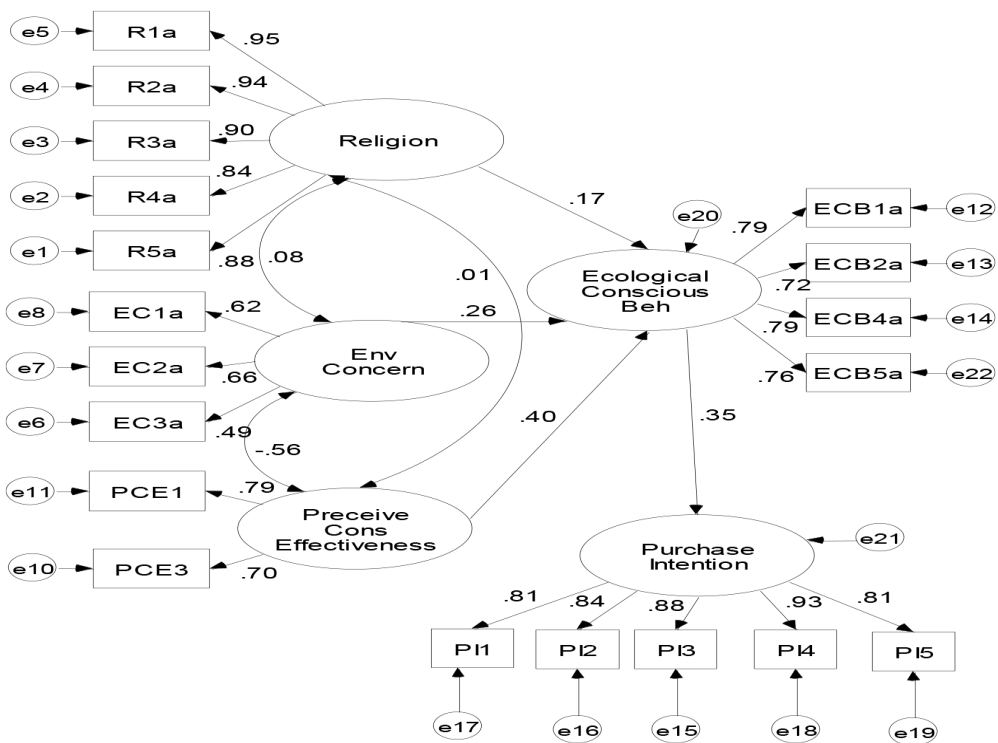 e5
R1a
.95
e4
R2a
.94
e3
R3a
.90
e2
R4a
.84
e1
R5a
.88
Religion
.17
.08
.01
e8
EC1a
.62
e7
EC2a
.66
e6
EC3a
.49
Env
Concern
.26
-.56
e11
PCE1
.79
e10
PCE3
.70
Preceive
Cons
Effectiveness
.40
e20
Ecological
Conscious
Beh
.79
ECB1a
e12
.72
ECB2a
e13
.79
ECB4a
e14
.76
ECB5a
e22
.35
Purchase
Intention
e21
.81
.84
.88
.93
.81
PI1
PI2
PI3
PI4
PI5
e17
e16
e15
e18
e19